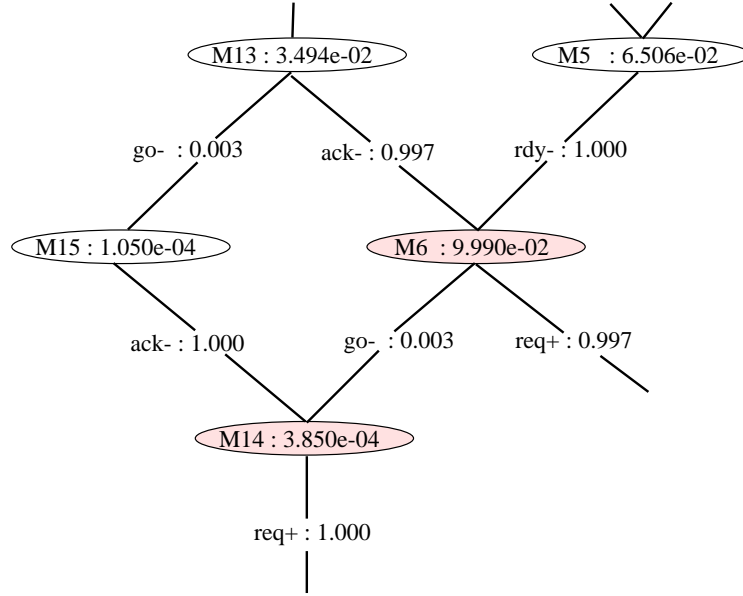 M13 : 3.494e-02
M5 : 6.506e-02
go- : 0.003
ack- : 0.997
rdy- : 1.000
M15 : 1.050e-04
M6 : 9.990e-02
ack- : 1.000
go- : 0.003
req+ : 0.997
M14 : 3.850e-04
req+ : 1.000